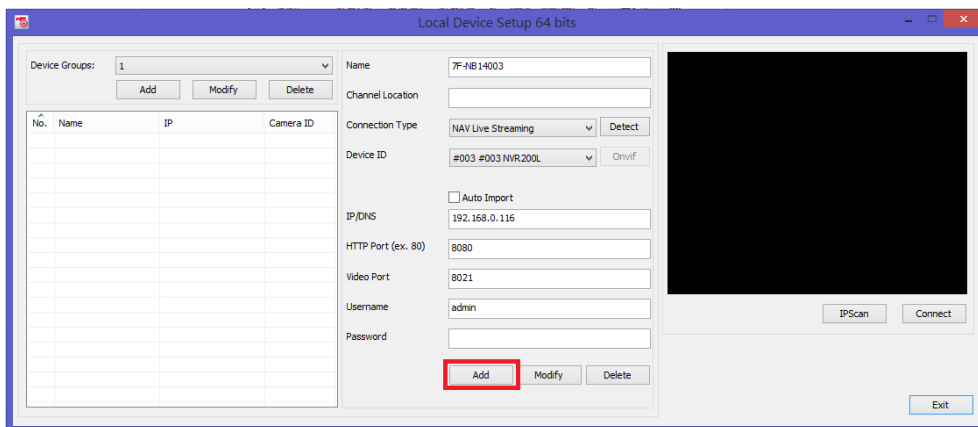 Local Device Setup 64 bits
Device Groups: 1
Add Modify Delete
No. Name IP Camera ID
Name 7F-NB14003
Channel Location
Connection Type NAV Live Streaming Detect
Device ID #003 #003 NVR200L Onvif
Auto Import
IP/DNS 192.168.0.116
HTTP Port (ex. 80) 8080
Video Port 8021
Username admin
Password
Add Modify Delete
IPScan Connect
Exit